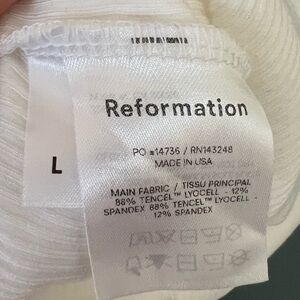 Reformation
L
PO #14736 / RN143248
MADE IN USA
MAIN FABRIC / TISSU PRINCIPAL
88% TENCEL™ LYOCELL - 12%
SPANDEX 88% TENCEL™ LYOCELL -
12% SPANDEX